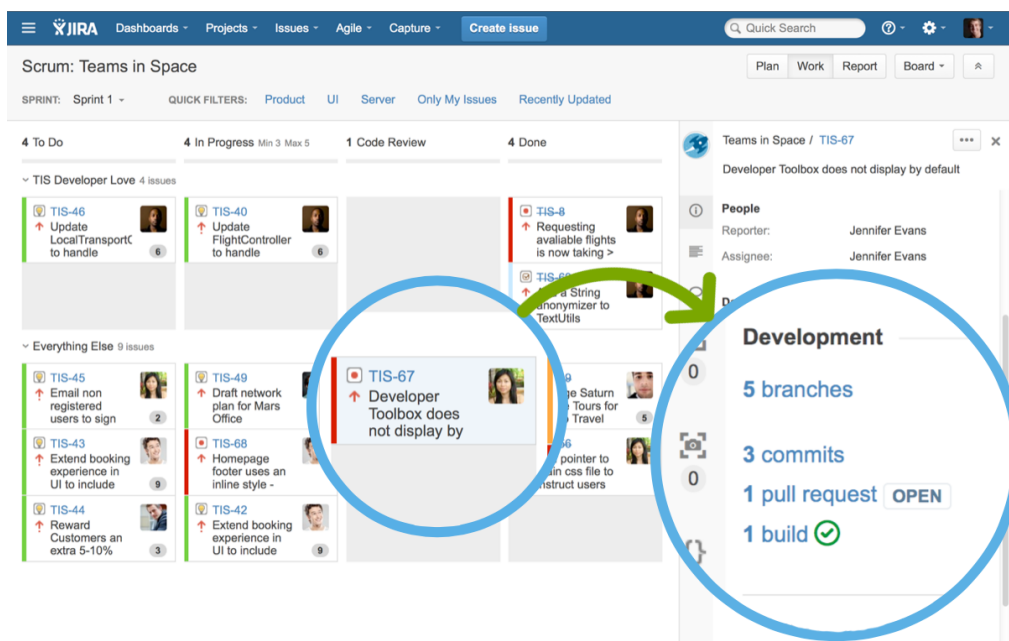 JIRA Dashboards Projects Issues Agile Capture Create issue Quick Search
Scrum: Teams in Space
Plan Work Report Board
SPRINT: Sprint 1 QUICK FILTERS: Product UI Server Only My Issues Recently Updated
4 To Do
4 In Progress Min 3 Max 5
1 Code Review
4 Done
TIS Developer Love 4 issues
TIS-46
Update
LocalTransportC
to handle
6
TIS-40
Update
FlightController
to handle
6
TIS-8
Requesting
avaliable flights
is now taking >
a String
anonymizer to
TextUtils
Everything Else 9 issues
TIS-45
Email non
registered
users to sign
2
TIS-49
Draft network
plan for Mars
Office
TIS-67
Developer
Toolbox does
not display by
Saturn
Tours for
Travel
5
TIS-43
Extend booking
experience in
UI to include
9
TIS-68
Homepage
footer uses an
inline style -
pointer to
css file to
users
TIS-44
Reward
Customers an
extra 5-10%
3
TIS-42
Extend booking
experience in
UI to include
9
Teams in Space / TIS-67
Developer Toolbox does not display by default
People
Reporter: Jennifer Evans
Assignee: Jennifer Evans
Development
0
5 branches
3 commits
0
1 pull request OPEN
1 build